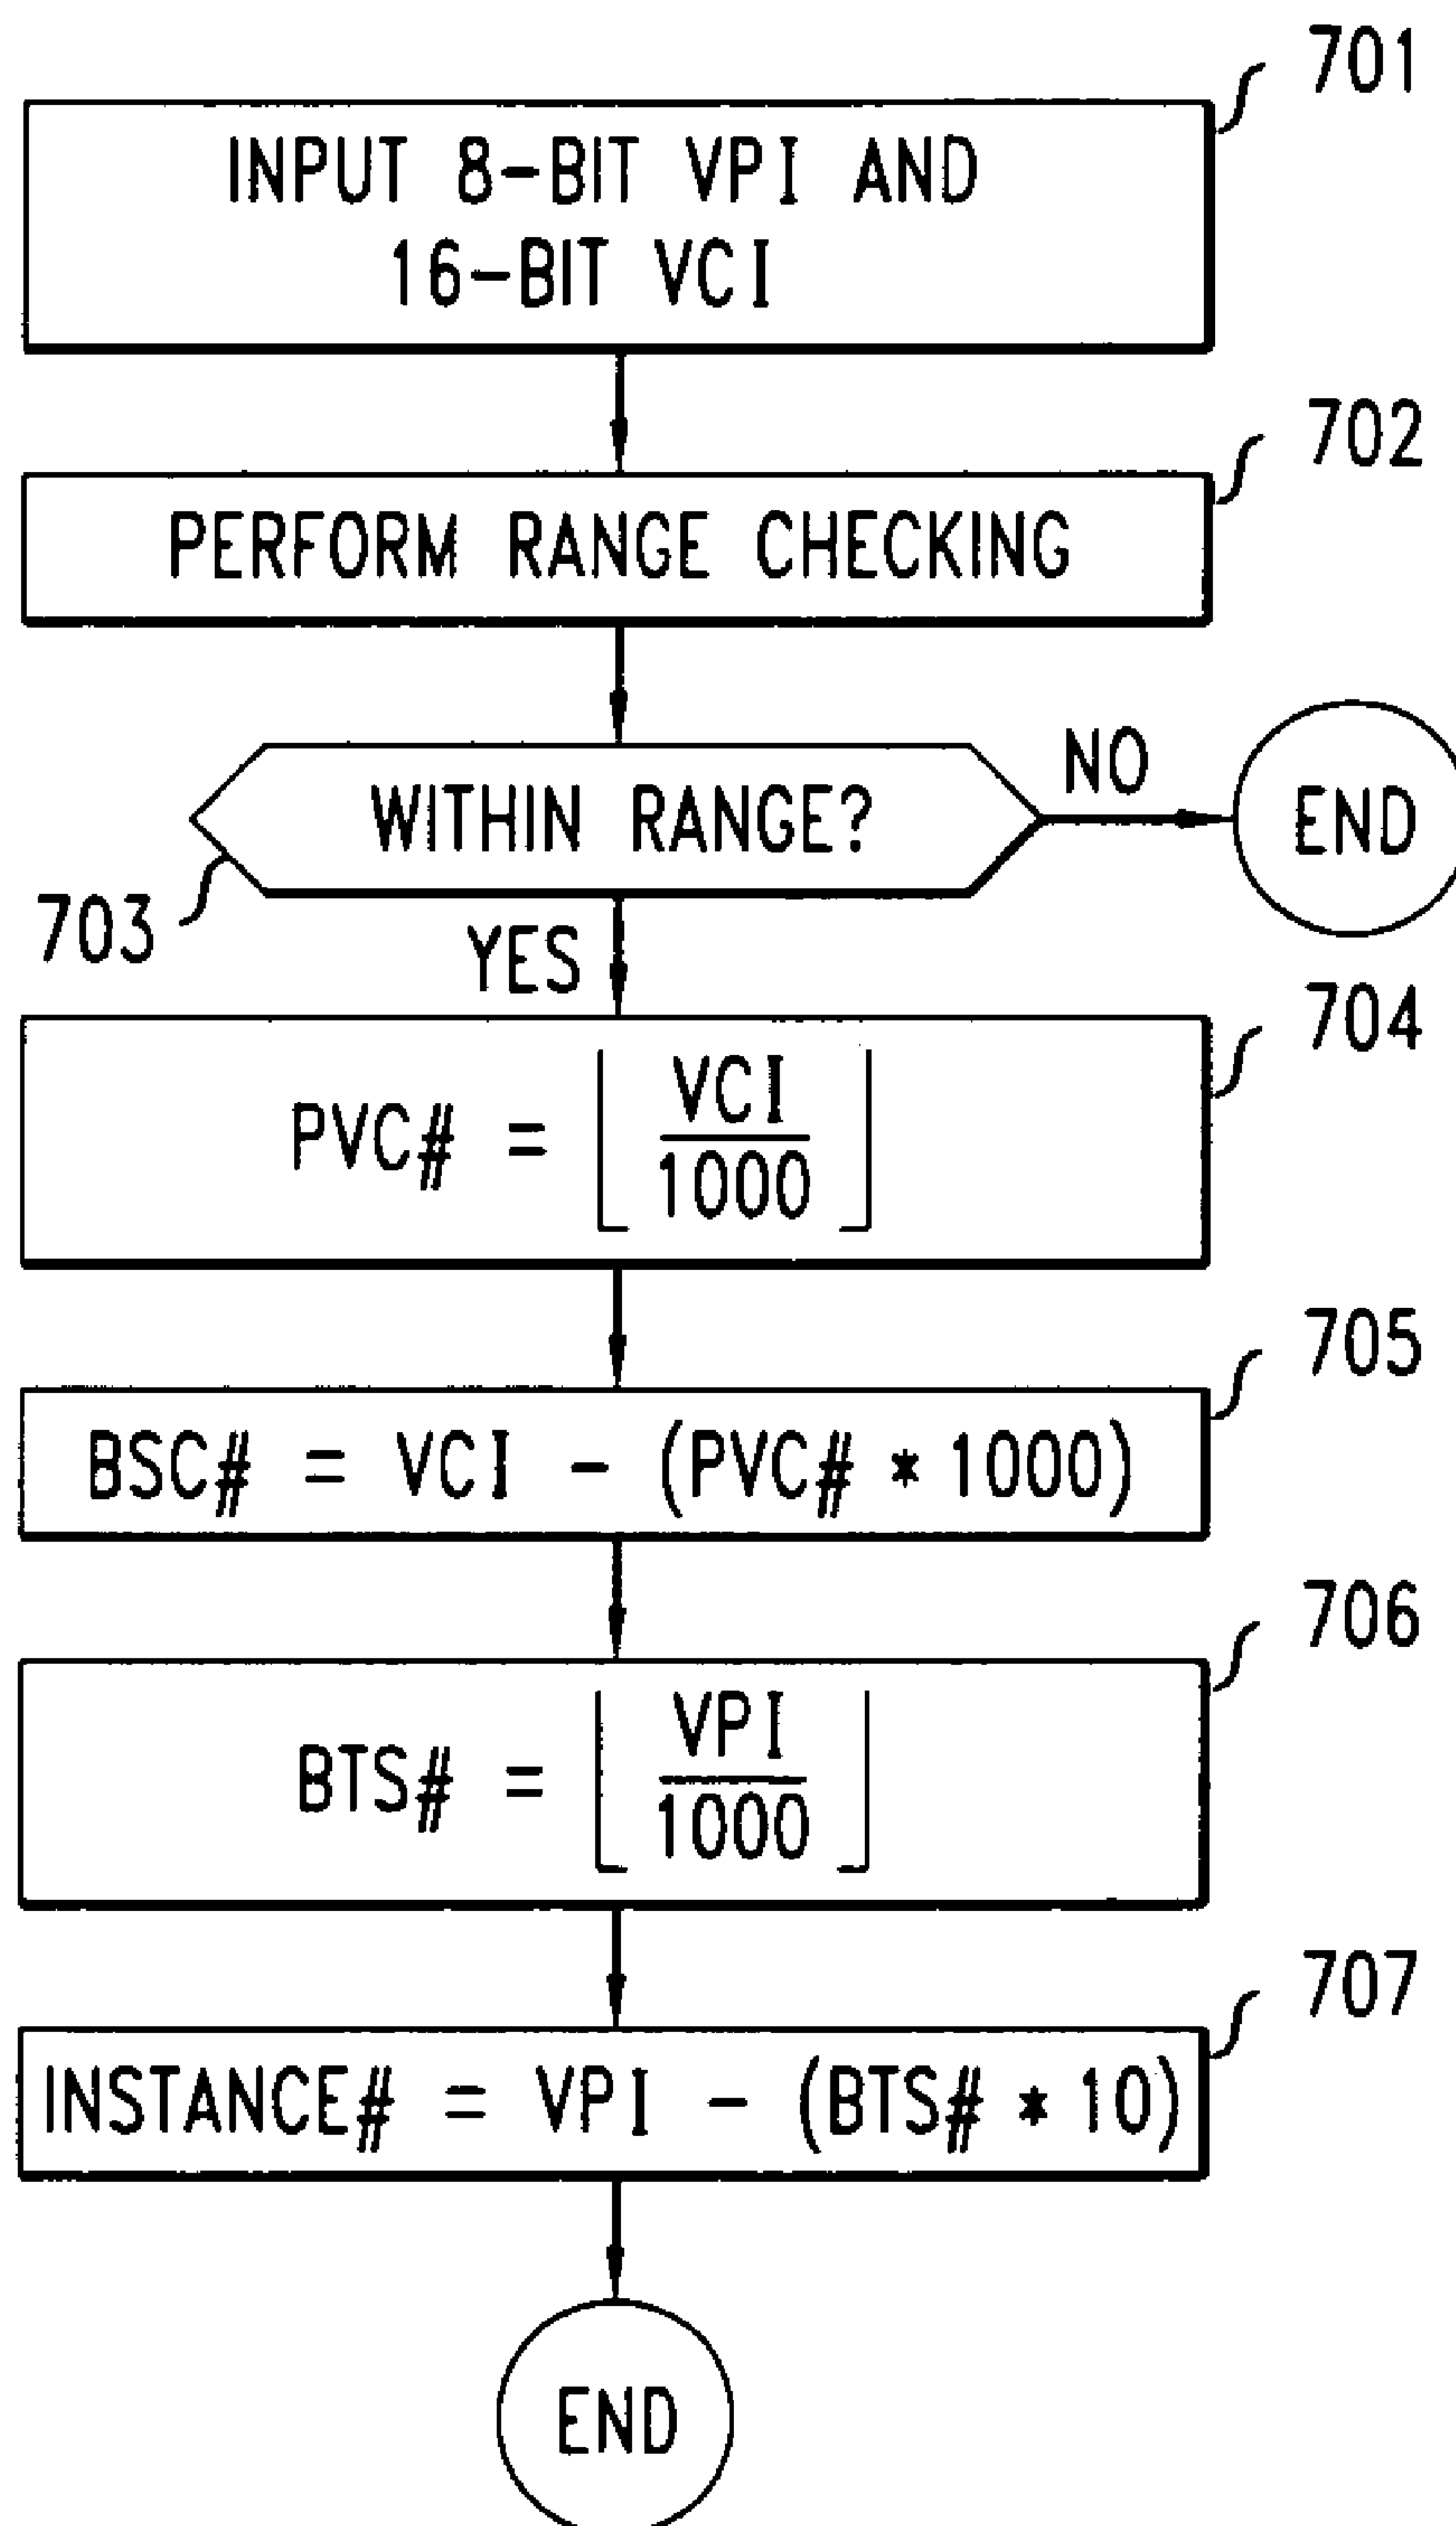 701
INPUT 8-BIT VPI AND
16-BIT VCI
702
PERFORM RANGE CHECKING
WITHIN RANGE?
NO
END
703
YES
704
PVC# = ⌊ VCI / 1000 ⌋
705
BSC# = VCI - (PVC# * 1000)
706
BTS# = ⌊ VPI / 1000 ⌋
707
INSTANCE# = VPI - (BTS# * 10)
END